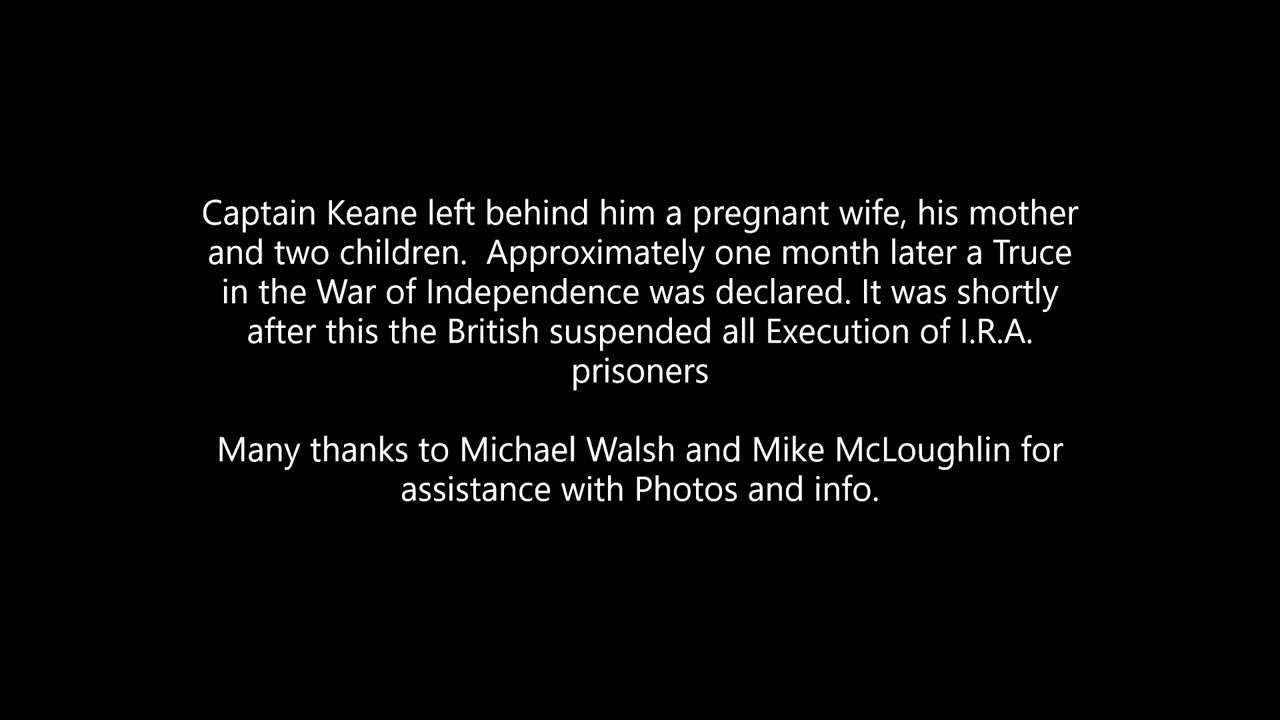 Captain Keane left behind him a pregnant wife, his mother
and two children.  Approximately one month later a Truce
in the War of Independence was declared. It was shortly
after this the British suspended all Execution of I.R.A.
prisoners
Many thanks to Michael Walsh and Mike McLoughlin for
assistance with Photos and info.